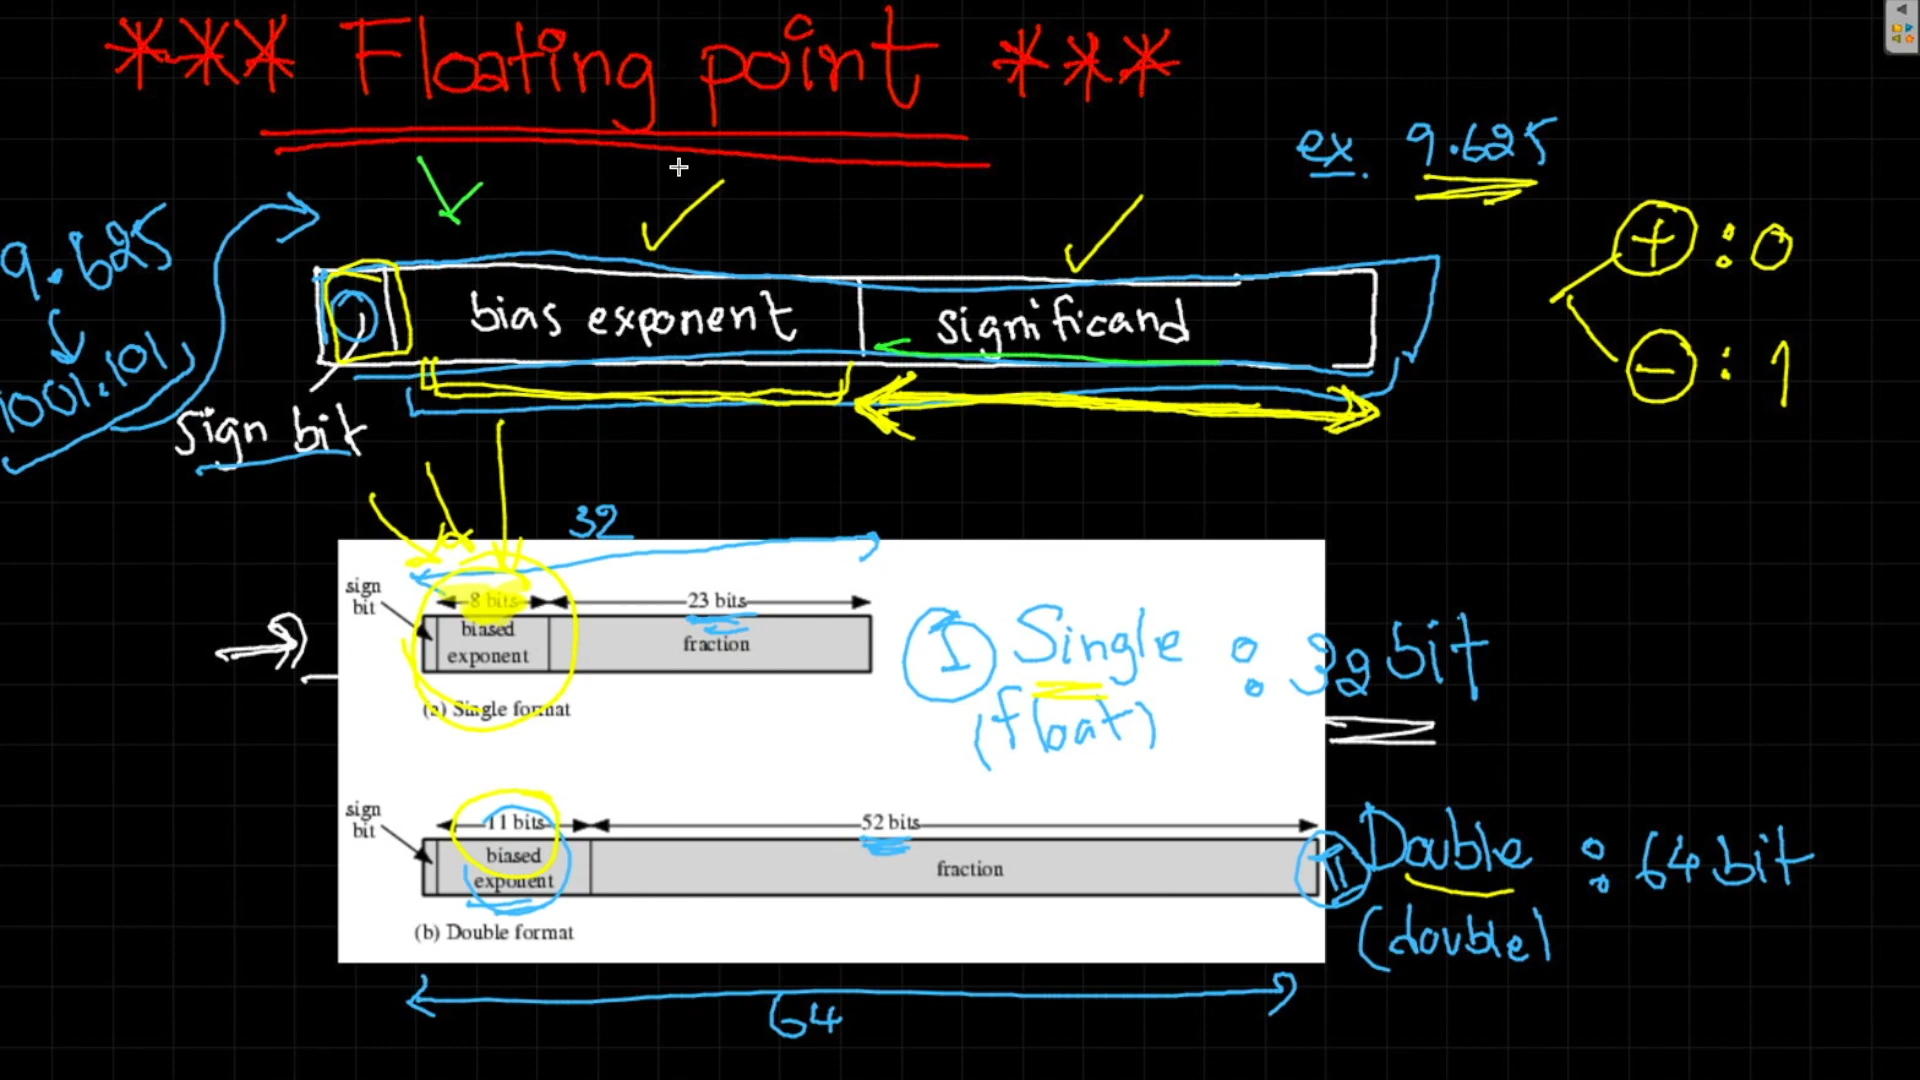 *** Floating point ***
ex. 9.625
9.625
1001.101
+ : 0
- : 1
bias exponent
significand
sign bit
32
sign bit
8 bits
23 bits
biased exponent
fraction
(a) Single format
I Single : 32 bit
(float)
sign bit
11 bits
52 bits
biased exponent
fraction
(b) Double format
II Double : 64 bit
(double)
64